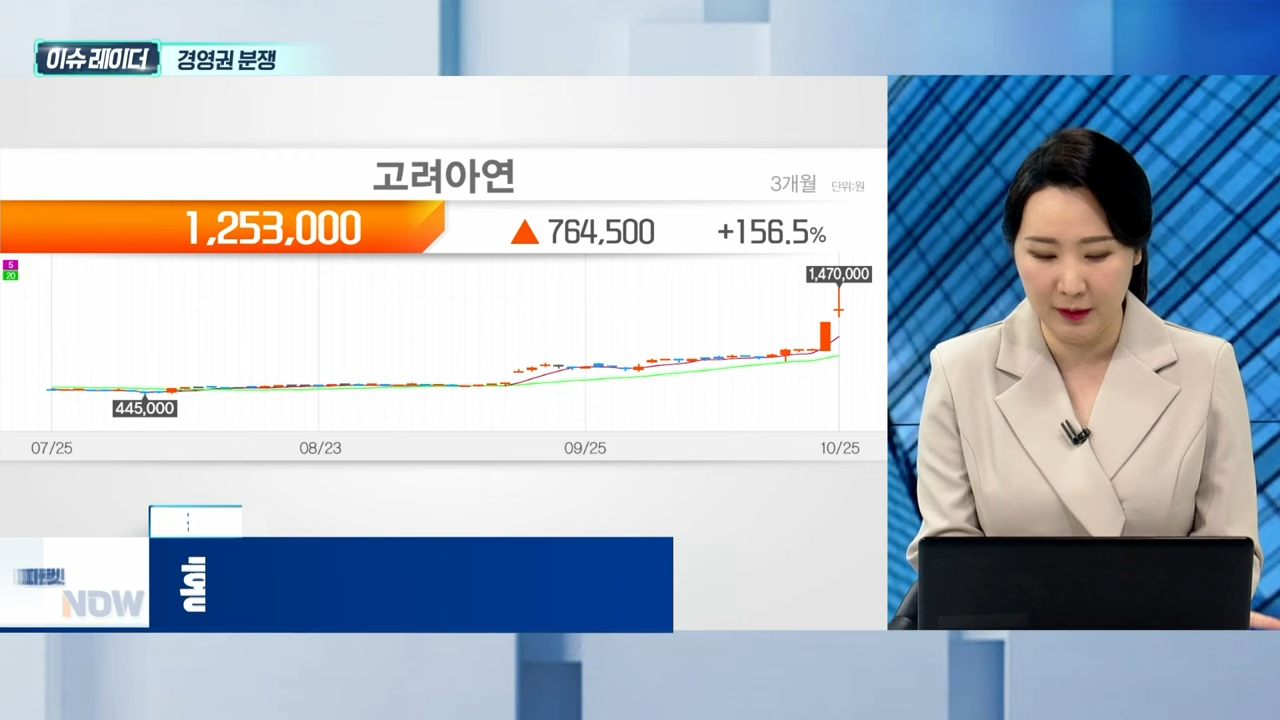 이슈 레이더 경영권 분쟁
고려아연
3개월 단위:원
1,253,000 ▲ 764,500 +156.5%
5
20
1,470,000
445,000
07/25 08/23 09/25 10/25
NOW